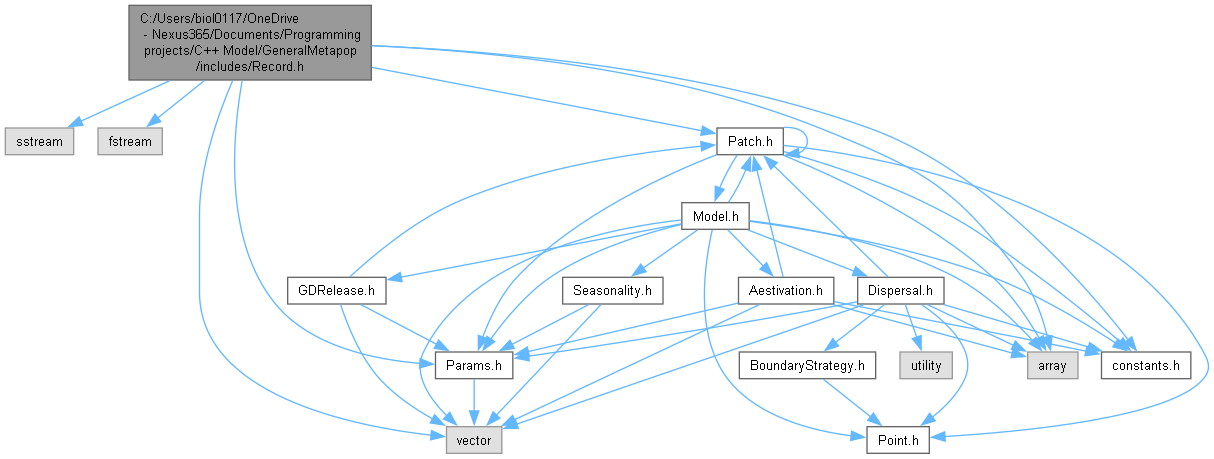 C:/Users/biol0117/OneDrive
- Nexus365/Documents/Programming
projects/C++ Model/GeneralMetapop
/includes/Record.h
sstream
fstream
Patch.h
Model.h
GDRelease.h
Seasonality.h
Aestivation.h
Dispersal.h
Params.h
BoundaryStrategy.h
utility
array
constants.h
vector
Point.h